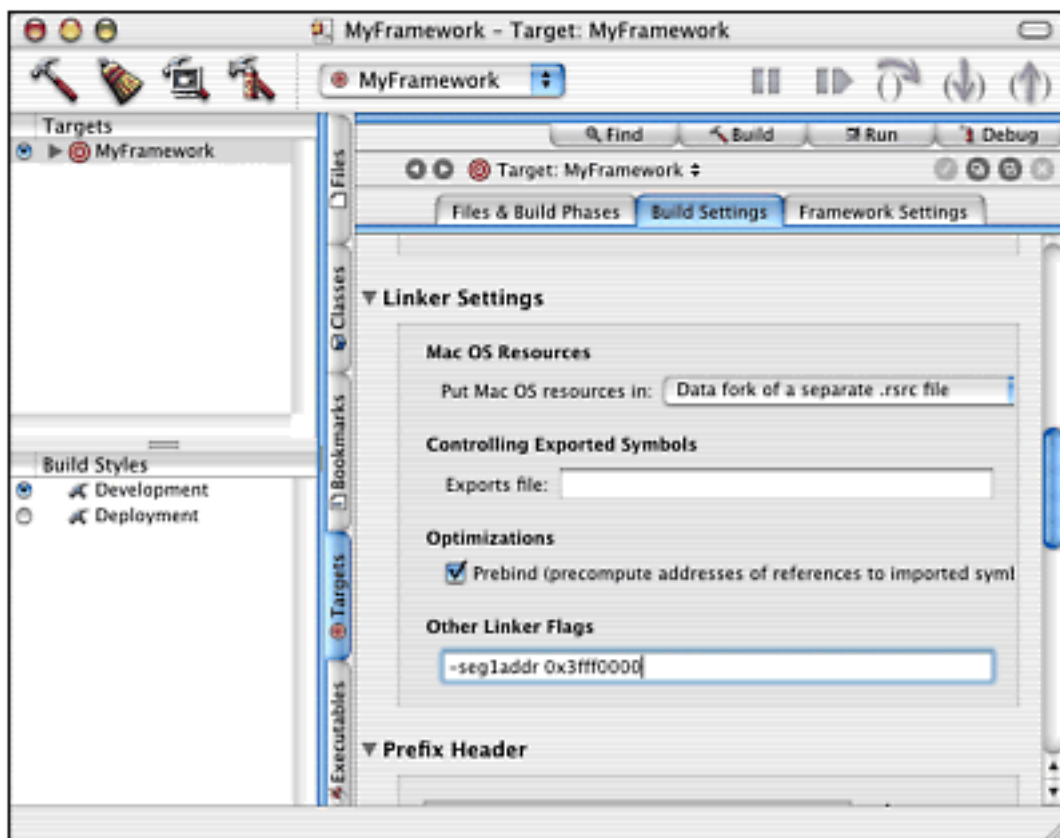 MyFramework - Target: MyFramework
MyFramework
Targets
MyFramework
Build Styles
Development
Deployment
Files
Classes
Bookmarks
Targets
Executables
Find
Build
Run
Debug
Target: MyFramework
Files & Build Phases
Build Settings
Framework Settings
Linker Settings
Mac OS Resources
Put Mac OS resources in: Data fork of a separate .rsrc file
Controlling Exported Symbols
Exports file:
Optimizations
Prebind (precompute addresses of references to imported symb
Other Linker Flags
-seg1addr 0x3fff0000
Prefix Header